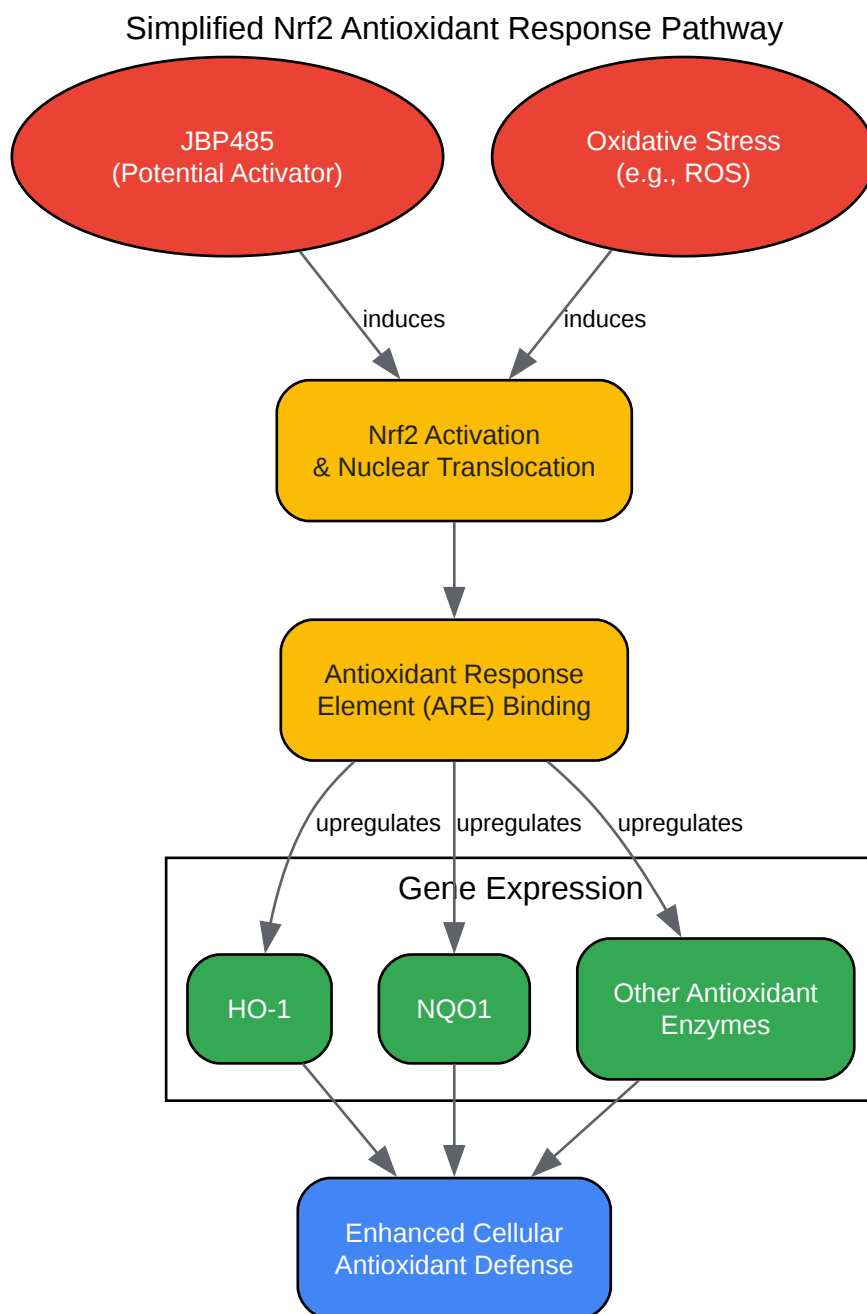 Simplified Nrf2 Antioxidant Response Pathway
JBP485
(Potential Activator)
Oxidative Stress
(e.g., ROS)
induces
induces
Nrf2 Activation
& Nuclear Translocation
Antioxidant Response
Element (ARE) Binding
upregulates
upregulates
upregulates
Gene Expression
HO-1
NQO1
Other Antioxidant
Enzymes
Enhanced Cellular
Antioxidant Defense